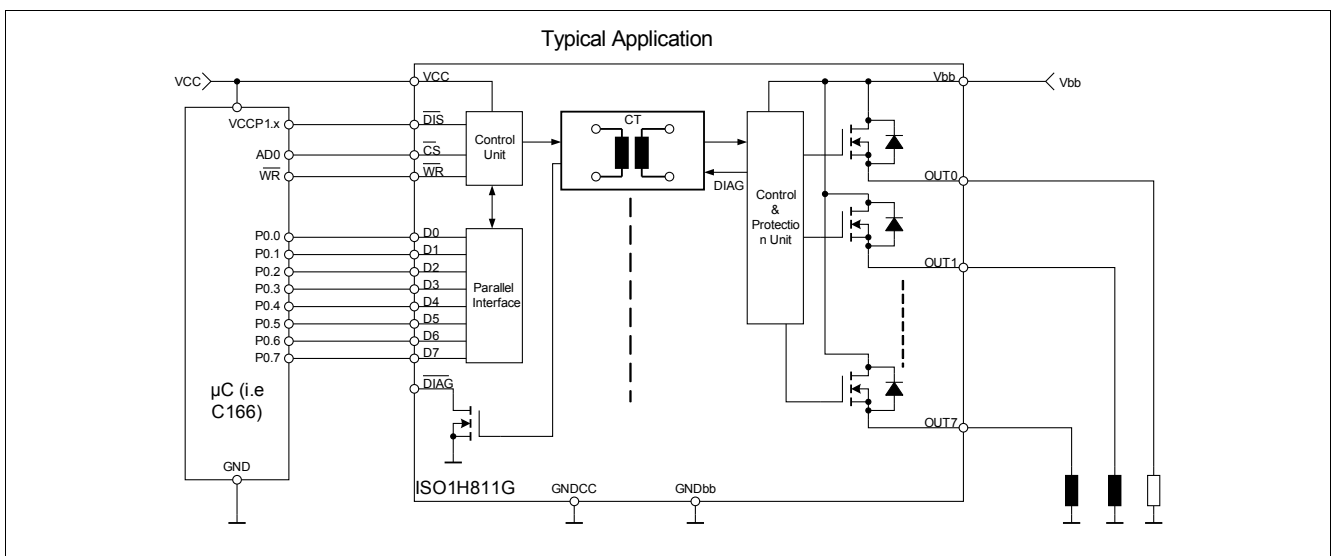 Typical Application
VCC
VCC
Vbb
Vbb
VCCP1.x
DIS
AD0
CS
WR
WR
Control
Unit
CT
DIAG
Control
&
Protectio
n Unit
OUT0
OUT1
OUT7
P0.0
D0
P0.1
D1
P0.2
D2
P0.3
D3
P0.4
D4
P0.5
D5
P0.6
D6
P0.7
D7
Parallel
Interface
DIAG
µC (i.e
C166)
GND
ISO1H811G
GNDCC
GNDbb